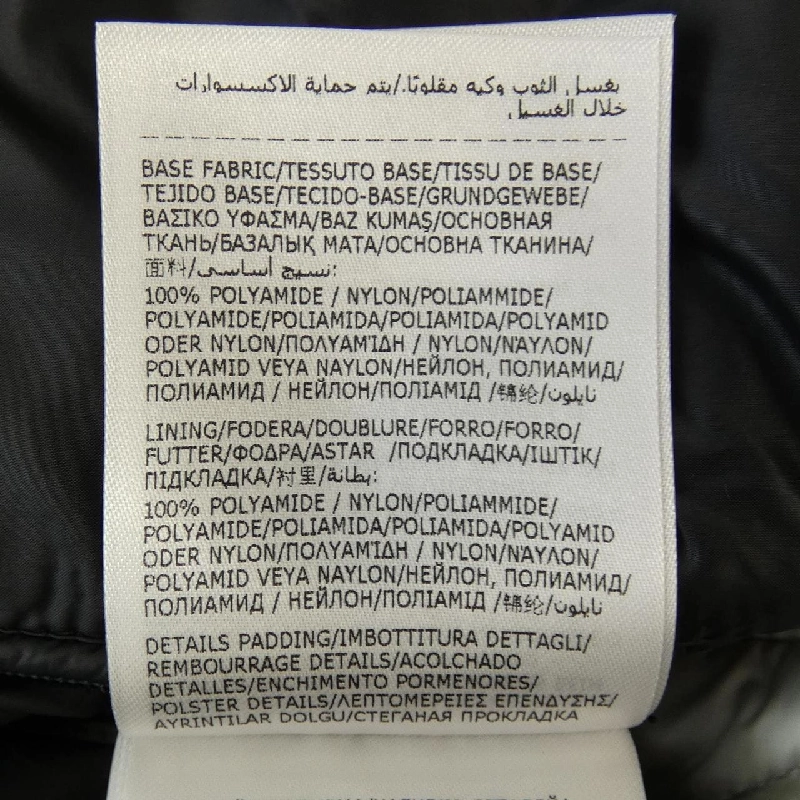 يغسل الثوب وكيه مقلوبًا./يتم حماية الاكسسوارات
خلال الغسيل.
BASE FABRIC/TESSUTO BASE/TISSU DE BASE/
TEJIDO BASE/TECIDO-BASE/GRUNDGEWEBE/
ΒΑΣΙΚΟ ΥΦΑΣΜΑ/BAZ KUMAŞ/ОСНОВНАЯ
ТКАНЬ/БАЗАЛЫҚ МАТА/ОСНОВНА ТКАНИНА/
面料/نسيج أساسي:
100% POLYAMIDE / NYLON/POLIAMMIDE/
POLYAMIDE/POLIAMIDA/POLIAMIDA/POLYAMID
ODER NYLON/ΠΟΛΥΑΜΊΔΗ / NYLON/ΝΆΥΛΟΝ/
POLYAMID VEYA NAYLON/НЕЙЛОН, ПОЛИАМИД/
ПОЛИАМИД / НЕЙЛОН/ПОЛІАМІД /锦纶/نايلون
LINING/FODERA/DOUBLURE/FORRO/FORRO/
FUTTER/ΦΟΔΡΑ/ASTAR /ПОДКЛАДКА/ІШТІК/
ПІДКЛАДКА/衬里/بطانة:
100% POLYAMIDE / NYLON/POLIAMMIDE/
POLYAMIDE/POLIAMIDA/POLIAMIDA/POLYAMID
ODER NYLON/ΠΟΛΥΑΜΊΔΗ / NYLON/ΝΆΥΛΟΝ/
POLYAMID VEYA NAYLON/НЕЙЛОН, ПОЛИАМИД/
ПОЛИАМИД / НЕЙЛОН/ПОЛІАМІД /锦纶/نايلون
DETAILS PADDING/IMBOTTITURA DETTAGLI/
REMBOURRAGE DETAILS/ACOLCHADO
DETALLES/ENCHIMENTO PORMENORES/
POLSTER DETAILS/ΛΕΠΤΟΜΕΡΕΙΕΣ ΕΠΕΝΔΥΣΗΣ/
AYRINTILAR DOLGU/СТЕГАНАЯ ПРОКЛАДКА